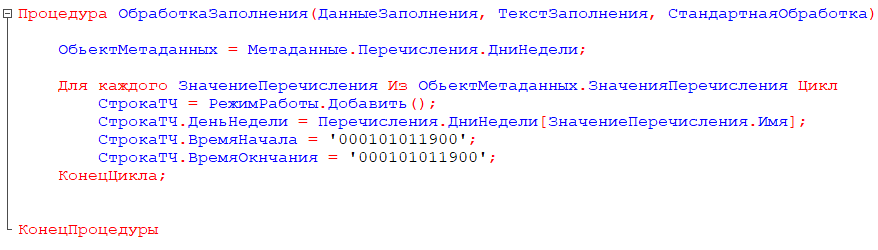 Процедура ОбработкаЗаполнения(ДанныеЗаполнения, ТекстЗаполнения, СтандартнаяОбработка)
ОбьектМетаданных = Метаданные.Перечисления.ДниНедели;
Для каждого ЗначениеПеречисления Из ОбьектМетаданных.ЗначенияПеречисления Цикл
СтрокаТЧ = РежимРаботы.Добавить();
СтрокаТЧ.ДеньНедели = Перечисления.ДниНедели[ЗначениеПеречисления.Имя];
СтрокаТЧ.ВремяНачала = '000101011900';
СтрокаТЧ.ВремяОкнчания = '000101011900';
КонецЦикла;
КонецПроцедуры